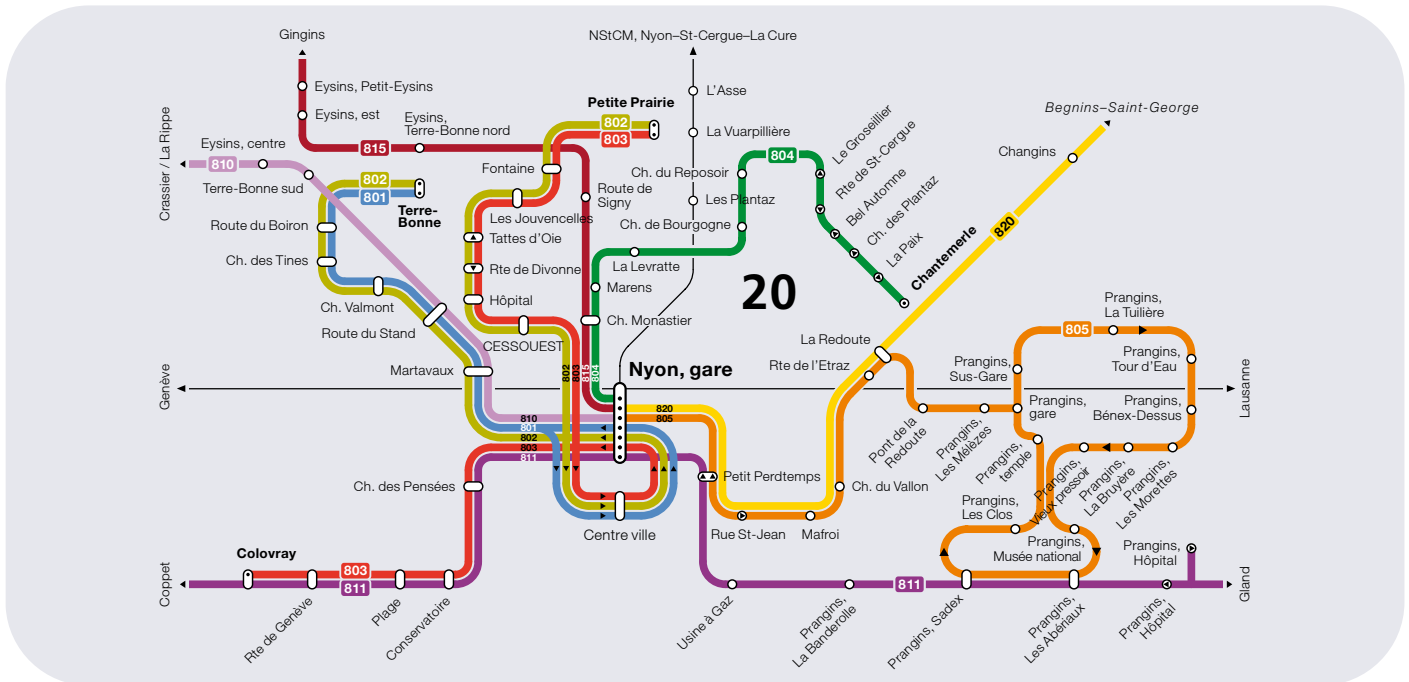 Gingins
NStCM, Nyon–St-Cergue–La Cure
Eysins, Petit-Eysins
L'Asse
Petite Prairie
Begnins–Saint-George
Eysins, est
Eysins,
Terre-Bonne nord
802
803
La Vuarpillière
Le Groseillier
Rte de St-Cergue
Bel Automne
Ch. des Plantaz
La Paix
Chantemerle
Changins
Crassier / La Rippe
Eysins, centre
815
804
810
Fontaine
Ch. du Reposoir
Terre-Bonne sud
802
801
Terre-
Bonne
Route de
Signy
Les Plantaz
Les Jouvencelles
Route du Boiron
Ch. de Bourgogne
820
Tattes d'Oie
Ch. des Tines
Rte de Divonne
La Levratte
Marens
20
Ch. Valmont
Hôpital
Prangins,
La Tuilière
Route du Stand
Ch. Monastier
805
CESSOUEST
La Redoute
Prangins,
Tour d'Eau
Martavaux
802
803
815
804
Nyon, gare
Rte de l'Etraz
Prangins,
Sus-Gare
Genève
Lausanne
810
801
802
803
811
820
805
Prangins,
gare
Prangins,
Bénex-Dessus
Pont de la
Redoute
Prangins,
Les Mélèzes
Prangins,
temple
Prangins,
Vieux pressoir
Prangins,
La Bruyère
Prangins,
Les Morettes
Ch. des Pensées
Petit Perdtemps
Ch. du Vallon
Prangins,
Les Clos
Centre ville
Rue St-Jean
Mafroi
Prangins,
Musée national
Prangins,
Hôpital
Colovray
Coppet
803
811
811
Gland
Rte de Genève
Plage
Conservatoire
Usine à Gaz
Prangins,
La Banderolle
Prangins, Sadex
Prangins,
Les Abériaux
Prangins,
Hôpital